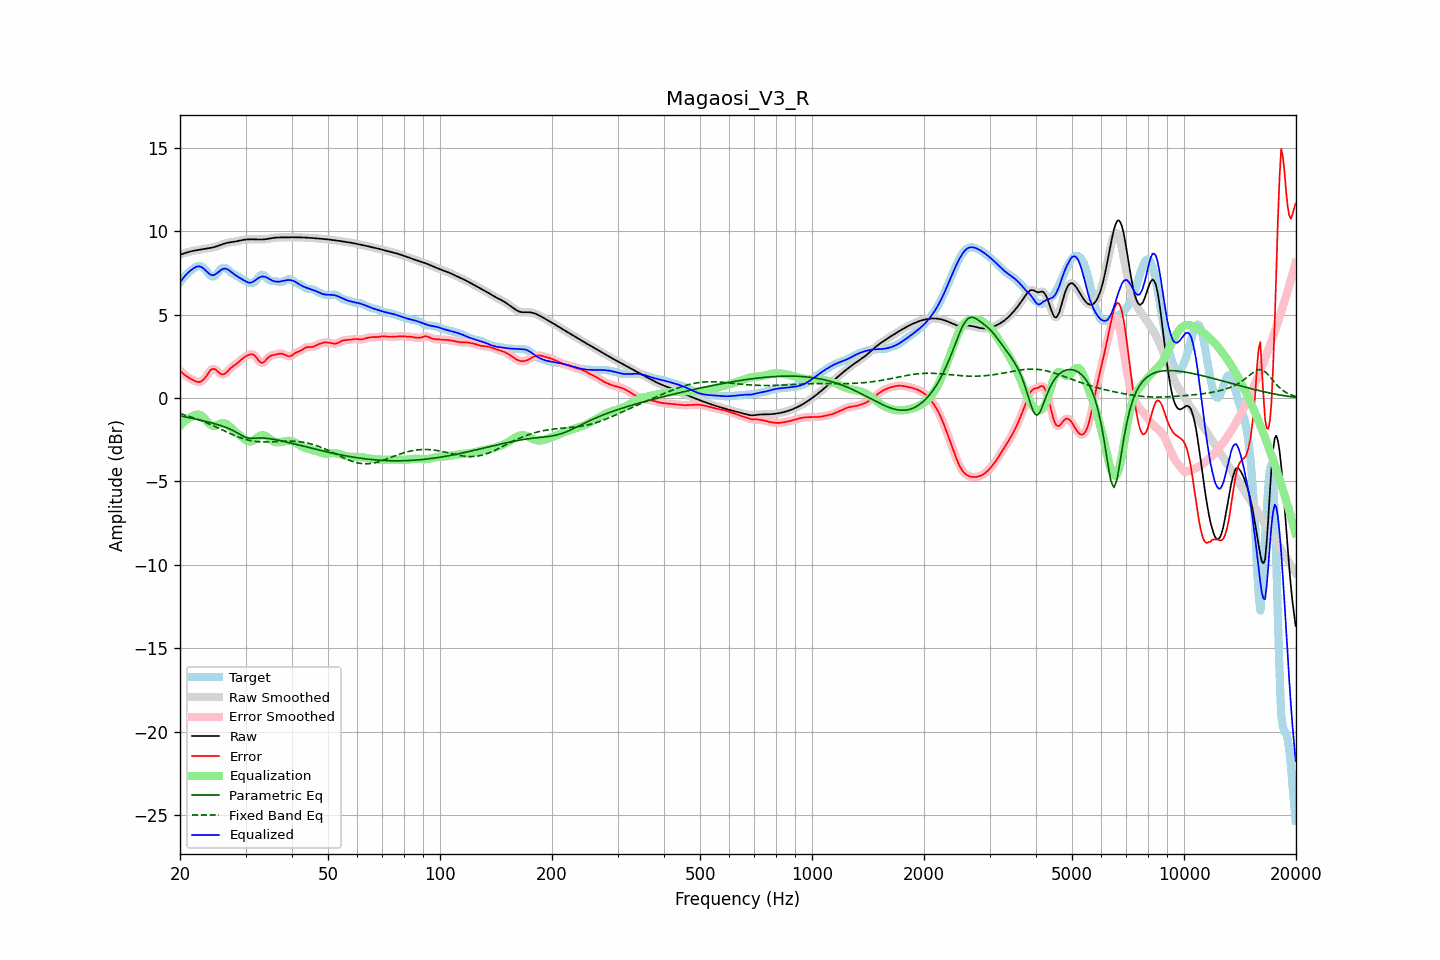 Magaosi_V3_R
Amplitude (dBr)
15
10
5
0
−5
−10
−15
−20
−25
Target
Raw Smoothed
Error Smoothed
Raw
Error
Equalization
Parametric Eq
Fixed Band Eq
Equalized
20 50 100 200 500 1000 2000 5000 10000 20000
Frequency (Hz)